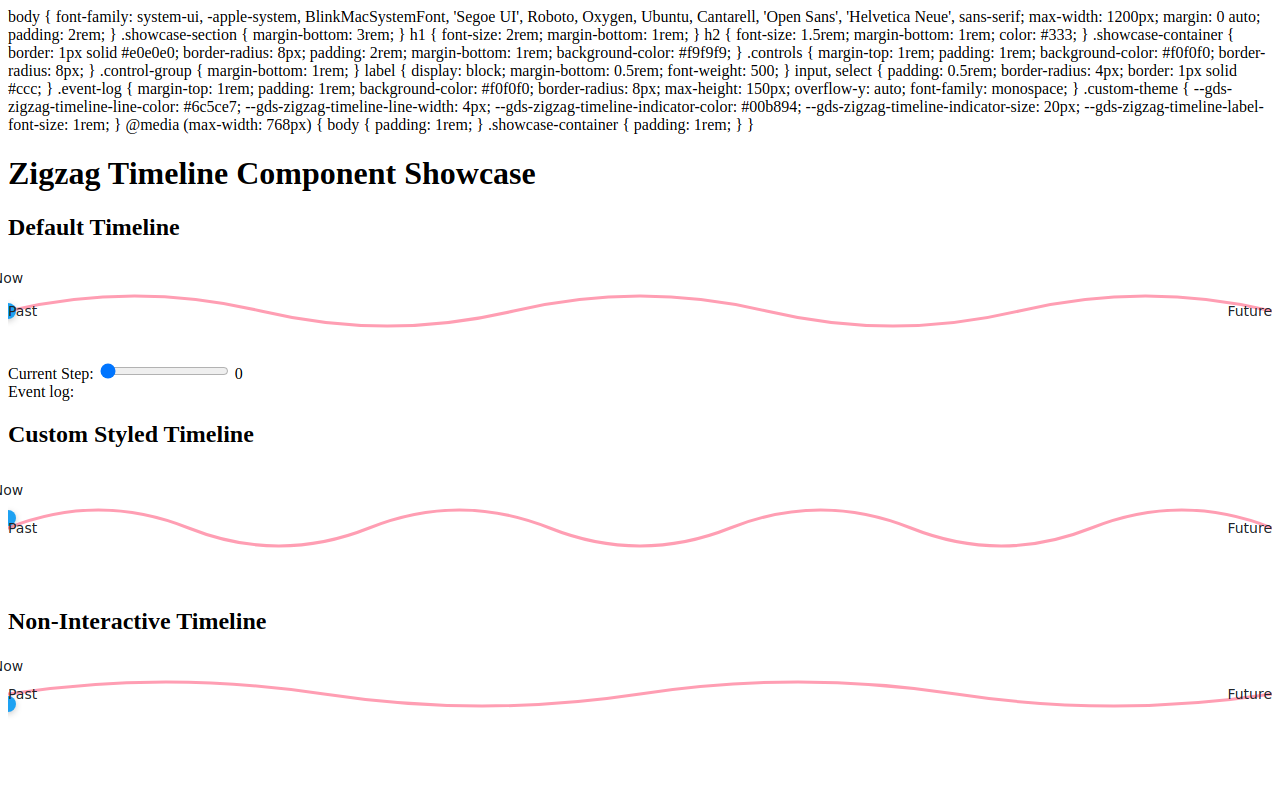 body { font-family: system-ui, -apple-system, BlinkMacSystemFont, 'Segoe UI', Roboto, Oxygen, Ubuntu, Cantarell, 'Open Sans', 'Helvetica Neue', sans-serif; max-width: 1200px; margin: 0 auto;
padding: 2rem; } .showcase-section { margin-bottom: 3rem; } h1 { font-size: 2rem; margin-bottom: 1rem; } h2 { font-size: 1.5rem; margin-bottom: 1rem; color: #333; } .showcase-container {
border: 1px solid #e0e0e0; border-radius: 8px; padding: 2rem; margin-bottom: 1rem; background-color: #f9f9f9; } .controls { margin-top: 1rem; padding: 1rem; background-color: #f0f0f0; border-
radius: 8px; } .control-group { margin-bottom: 1rem; } label { display: block; margin-bottom: 0.5rem; font-weight: 500; } input, select { padding: 0.5rem; border-radius: 4px; border: 1px solid
#ccc; } .event-log { margin-top: 1rem; padding: 1rem; background-color: #f0f0f0; border-radius: 8px; max-height: 150px; overflow-y: auto; font-family: monospace; } .custom-theme { --gds-
zigzag-timeline-line-color: #6c5ce7; --gds-zigzag-timeline-line-width: 4px; --gds-zigzag-timeline-indicator-color: #00b894; --gds-zigzag-timeline-indicator-size: 20px; --gds-zigzag-timeline-label-
font-size: 1rem; } @media (max-width: 768px) { body { padding: 1rem; } .showcase-container { padding: 1rem; } }
Zigzag Timeline Component Showcase
Default Timeline
Now
Past Future
Current Step: 0
Event log:
Custom Styled Timeline
Now
Past Future
Non-Interactive Timeline
Now
Past Future